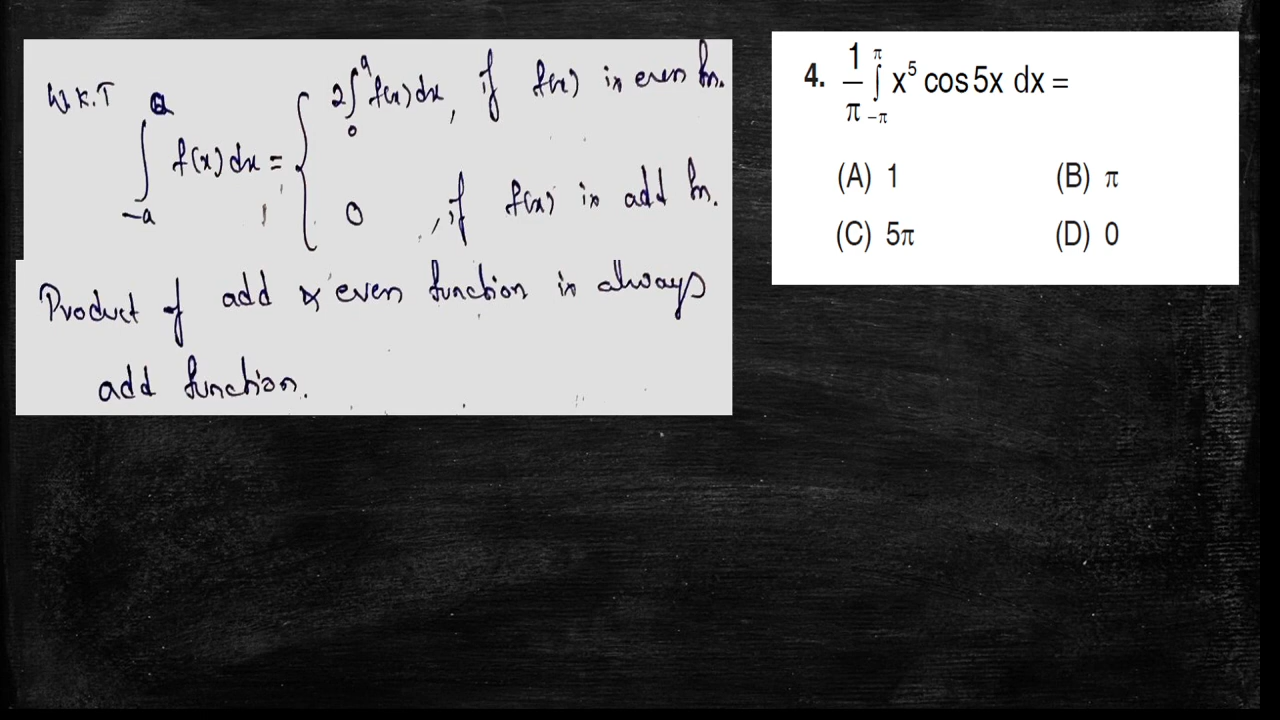 W.K.T
∫_{-a}^{a} f(x) dx = { 2∫_0^a f(x) dx, if f(x) is even fn.
0, if f(x) is add fn.
Product of add & even function is always
add function.
4. 1/π ∫_{-π}^{π} x⁵ cos 5x dx =
(A) 1 (B) π
(C) 5π (D) 0